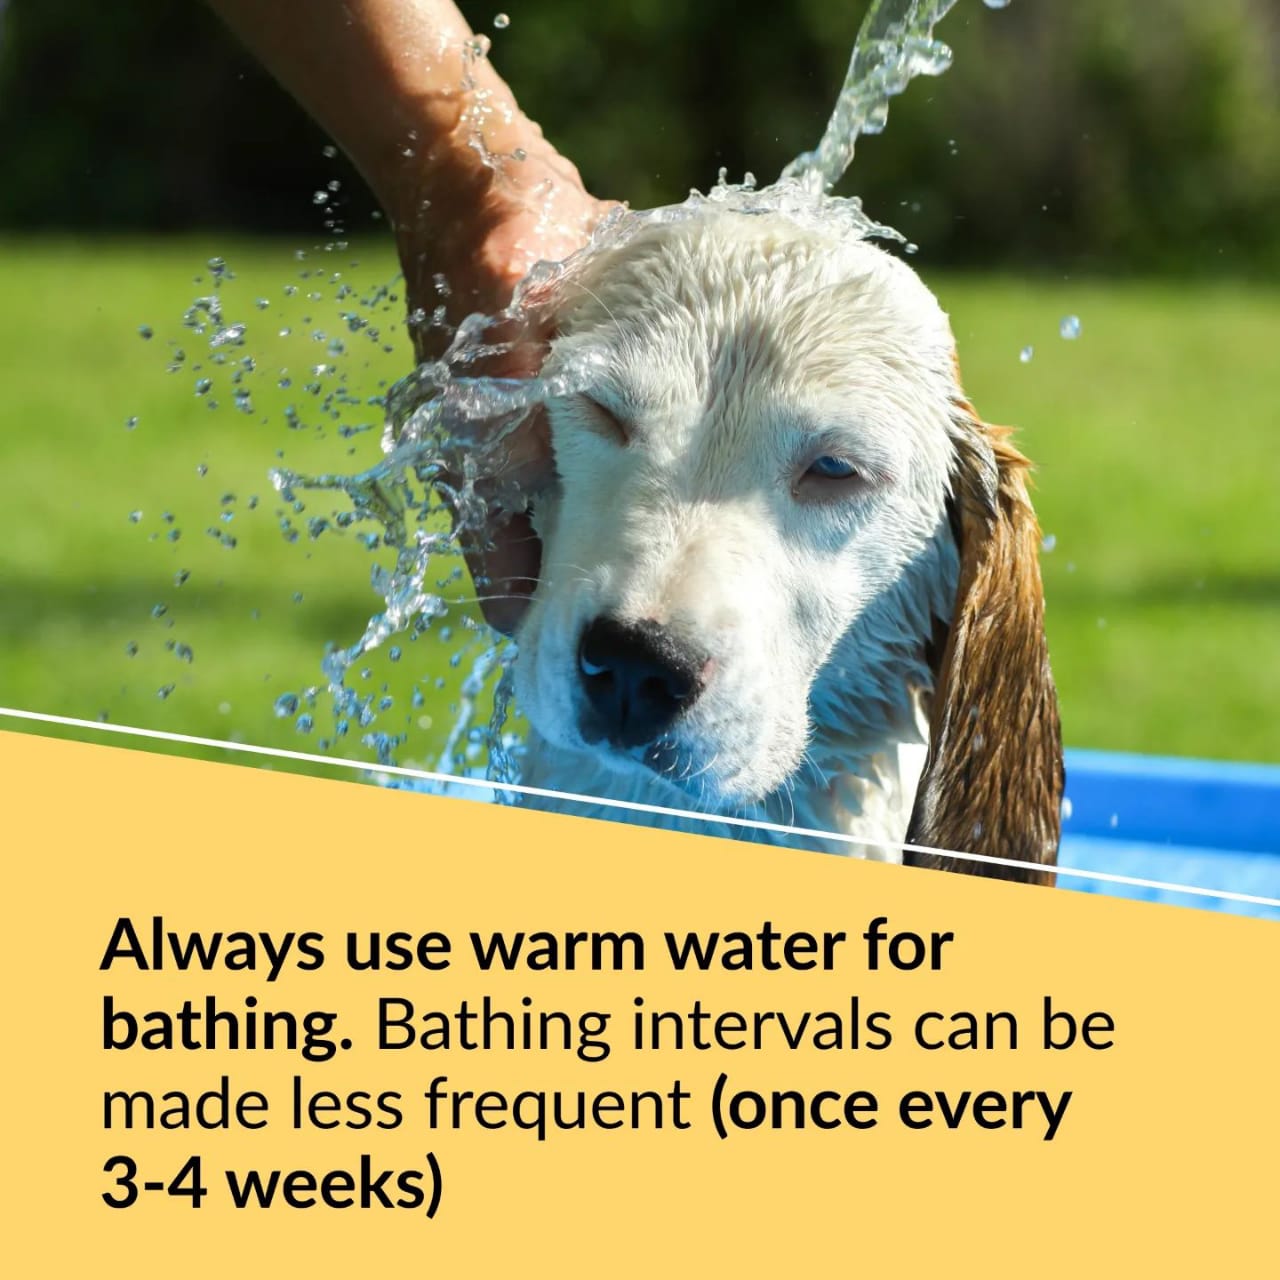 Always use warm water for
bathing. Bathing intervals can be
made less frequent (once every
3-4 weeks)